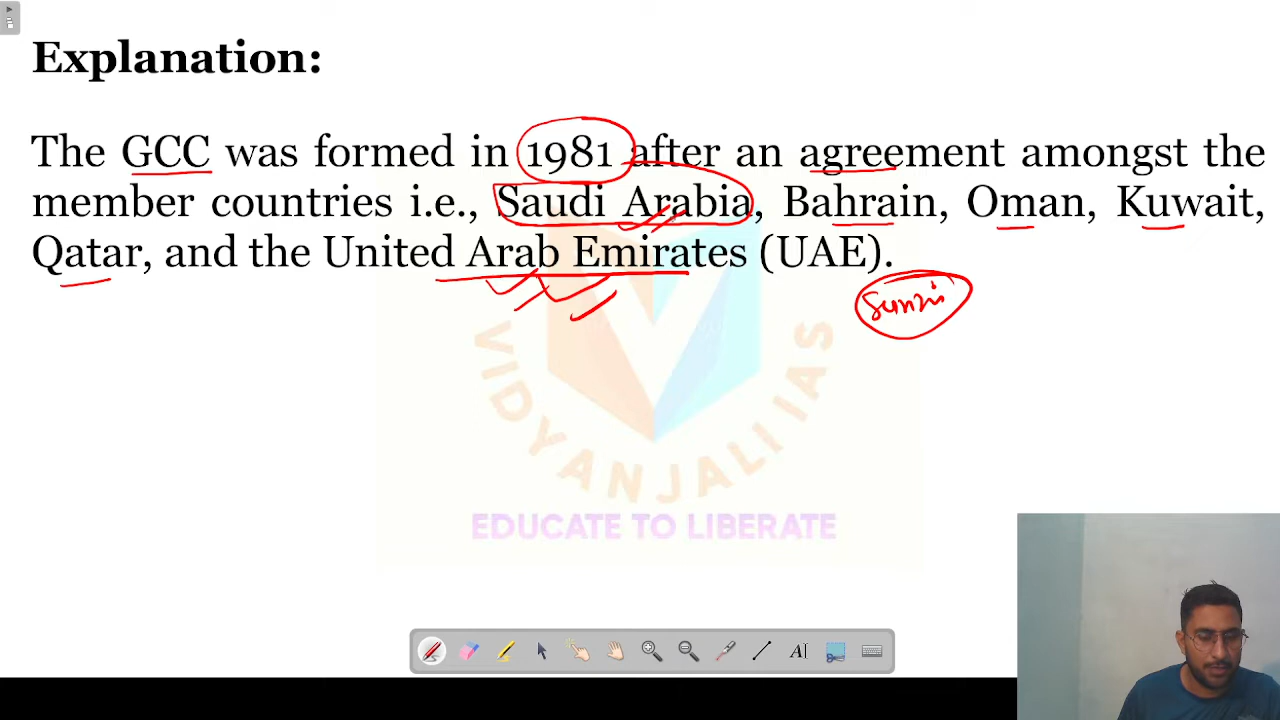 Explanation:
The GCC was formed in 1981 after an agreement amongst the
member countries i.e., Saudi Arabia, Bahrain, Oman, Kuwait,
Qatar, and the United Arab Emirates (UAE).
Sunni
VIDYANJALI IAS
EDUCATE TO LIBERATE